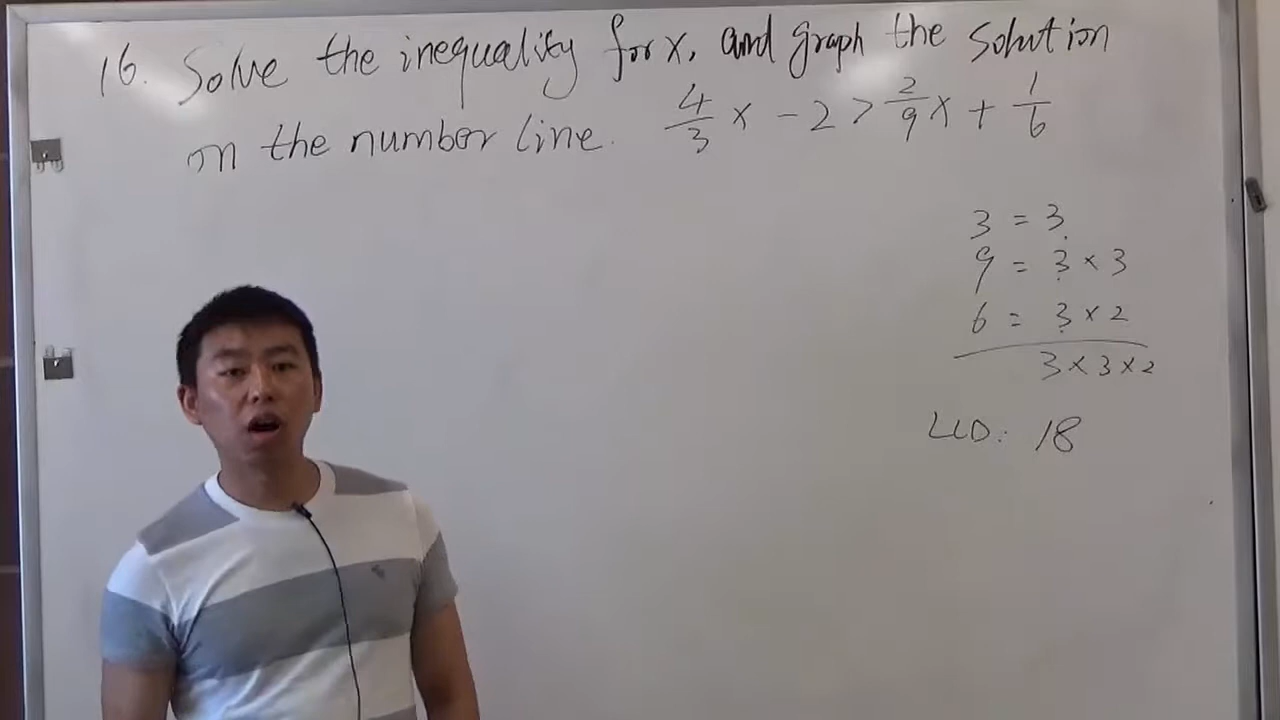 16. Solve the inequality for x, and graph the solution
on the number line. 4/3 x - 2 > 2/9 x + 1/6
3 = 3
9 = 3 × 3
6 = 3 × 2
3 × 3 × 2
LCD: 18